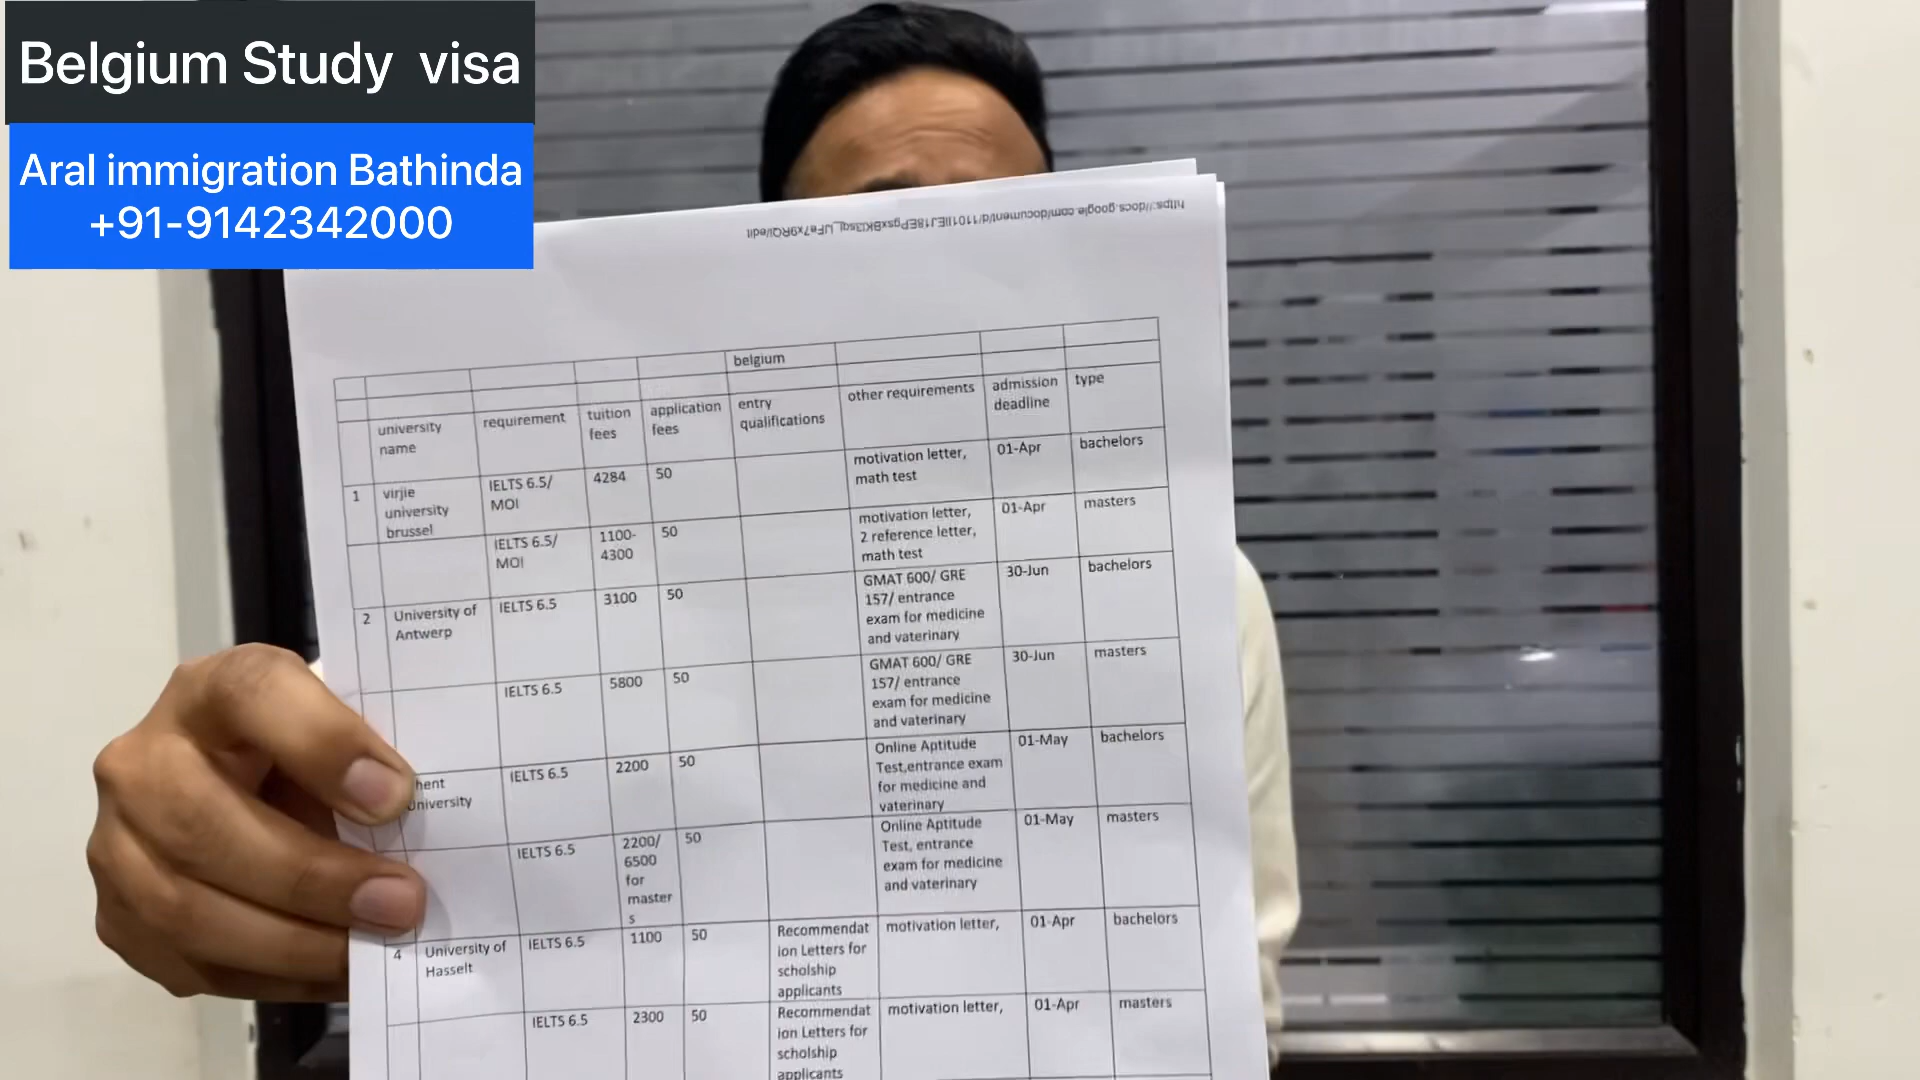 Belgium Study visa
Aral immigration Bathinda
+91-9142342000
belgium
university name requirement tuition fees application fees entry qualifications other requirements admission deadline type
1 virjie university brussel IELTS 6.5/ MOI 4284 50 motivation letter, math test 01-Apr bachelors
IELTS 6.5/ MOI 1100-4300 50 motivation letter, 2 reference letter, math test 01-Apr masters
2 University of Antwerp IELTS 6.5 3100 50 GMAT 600/ GRE 157/ entrance exam for medicine and vaterinary 30-Jun bachelors
IELTS 6.5 5800 50 GMAT 600/ GRE 157/ entrance exam for medicine and vaterinary 30-Jun masters
hent University IELTS 6.5 2200 50 Online Aptitude Test,entrance exam for medicine and vaterinary 01-May bachelors
IELTS 6.5 2200/ 6500 for masters 50 Online Aptitude Test, entrance exam for medicine and vaterinary 01-May masters
4 University of Hasselt IELTS 6.5 1100 50 Recommendation Letters for scholship applicants motivation letter, 01-Apr bachelors
IELTS 6.5 2300 50 Recommendation Letters for scholship applicants motivation letter, 01-Apr masters